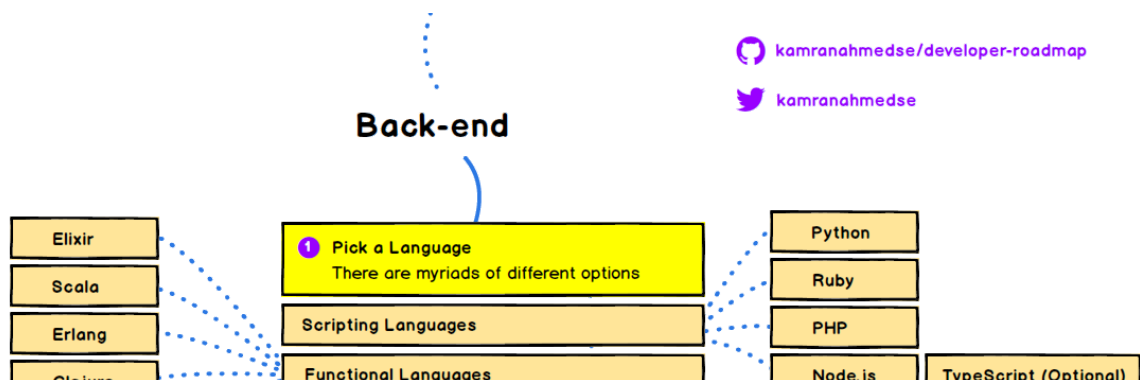 kamranahmedse/developer-roadmap
kamranahmedse
Back-end
Elixir
Scala
Erlang
Clojure
1 Pick a Language
There are myriads of different options
Scripting Languages
Functional Languages
Python
Ruby
PHP
Node.js
TypeScript (Optional)